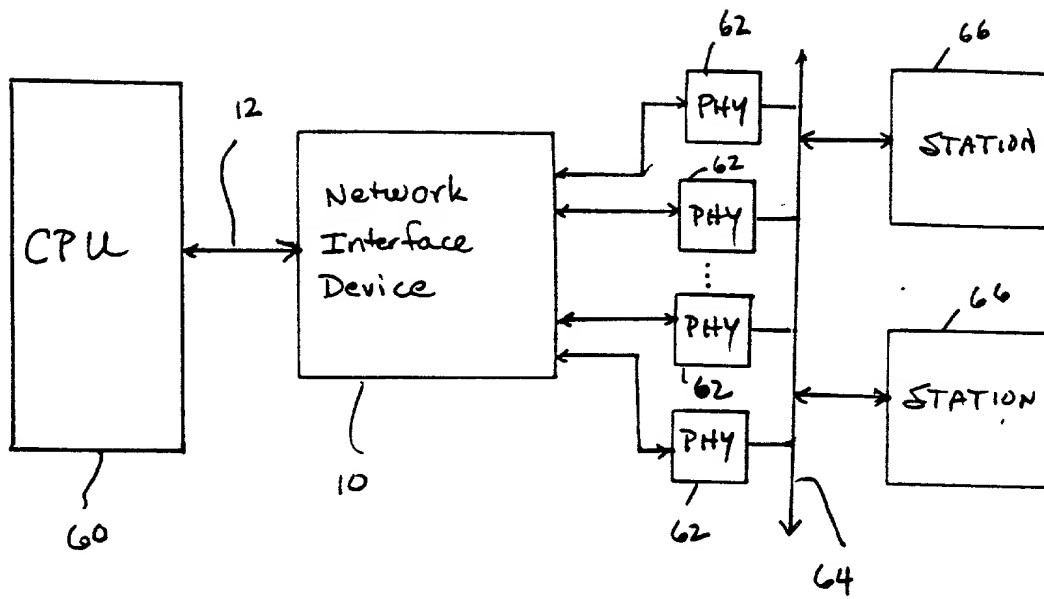 62
66
PHY
STATION
12
62
Network
Interface
Device
PHY
CPU
66
PHY
62
STATION
PHY
10
62
60
64